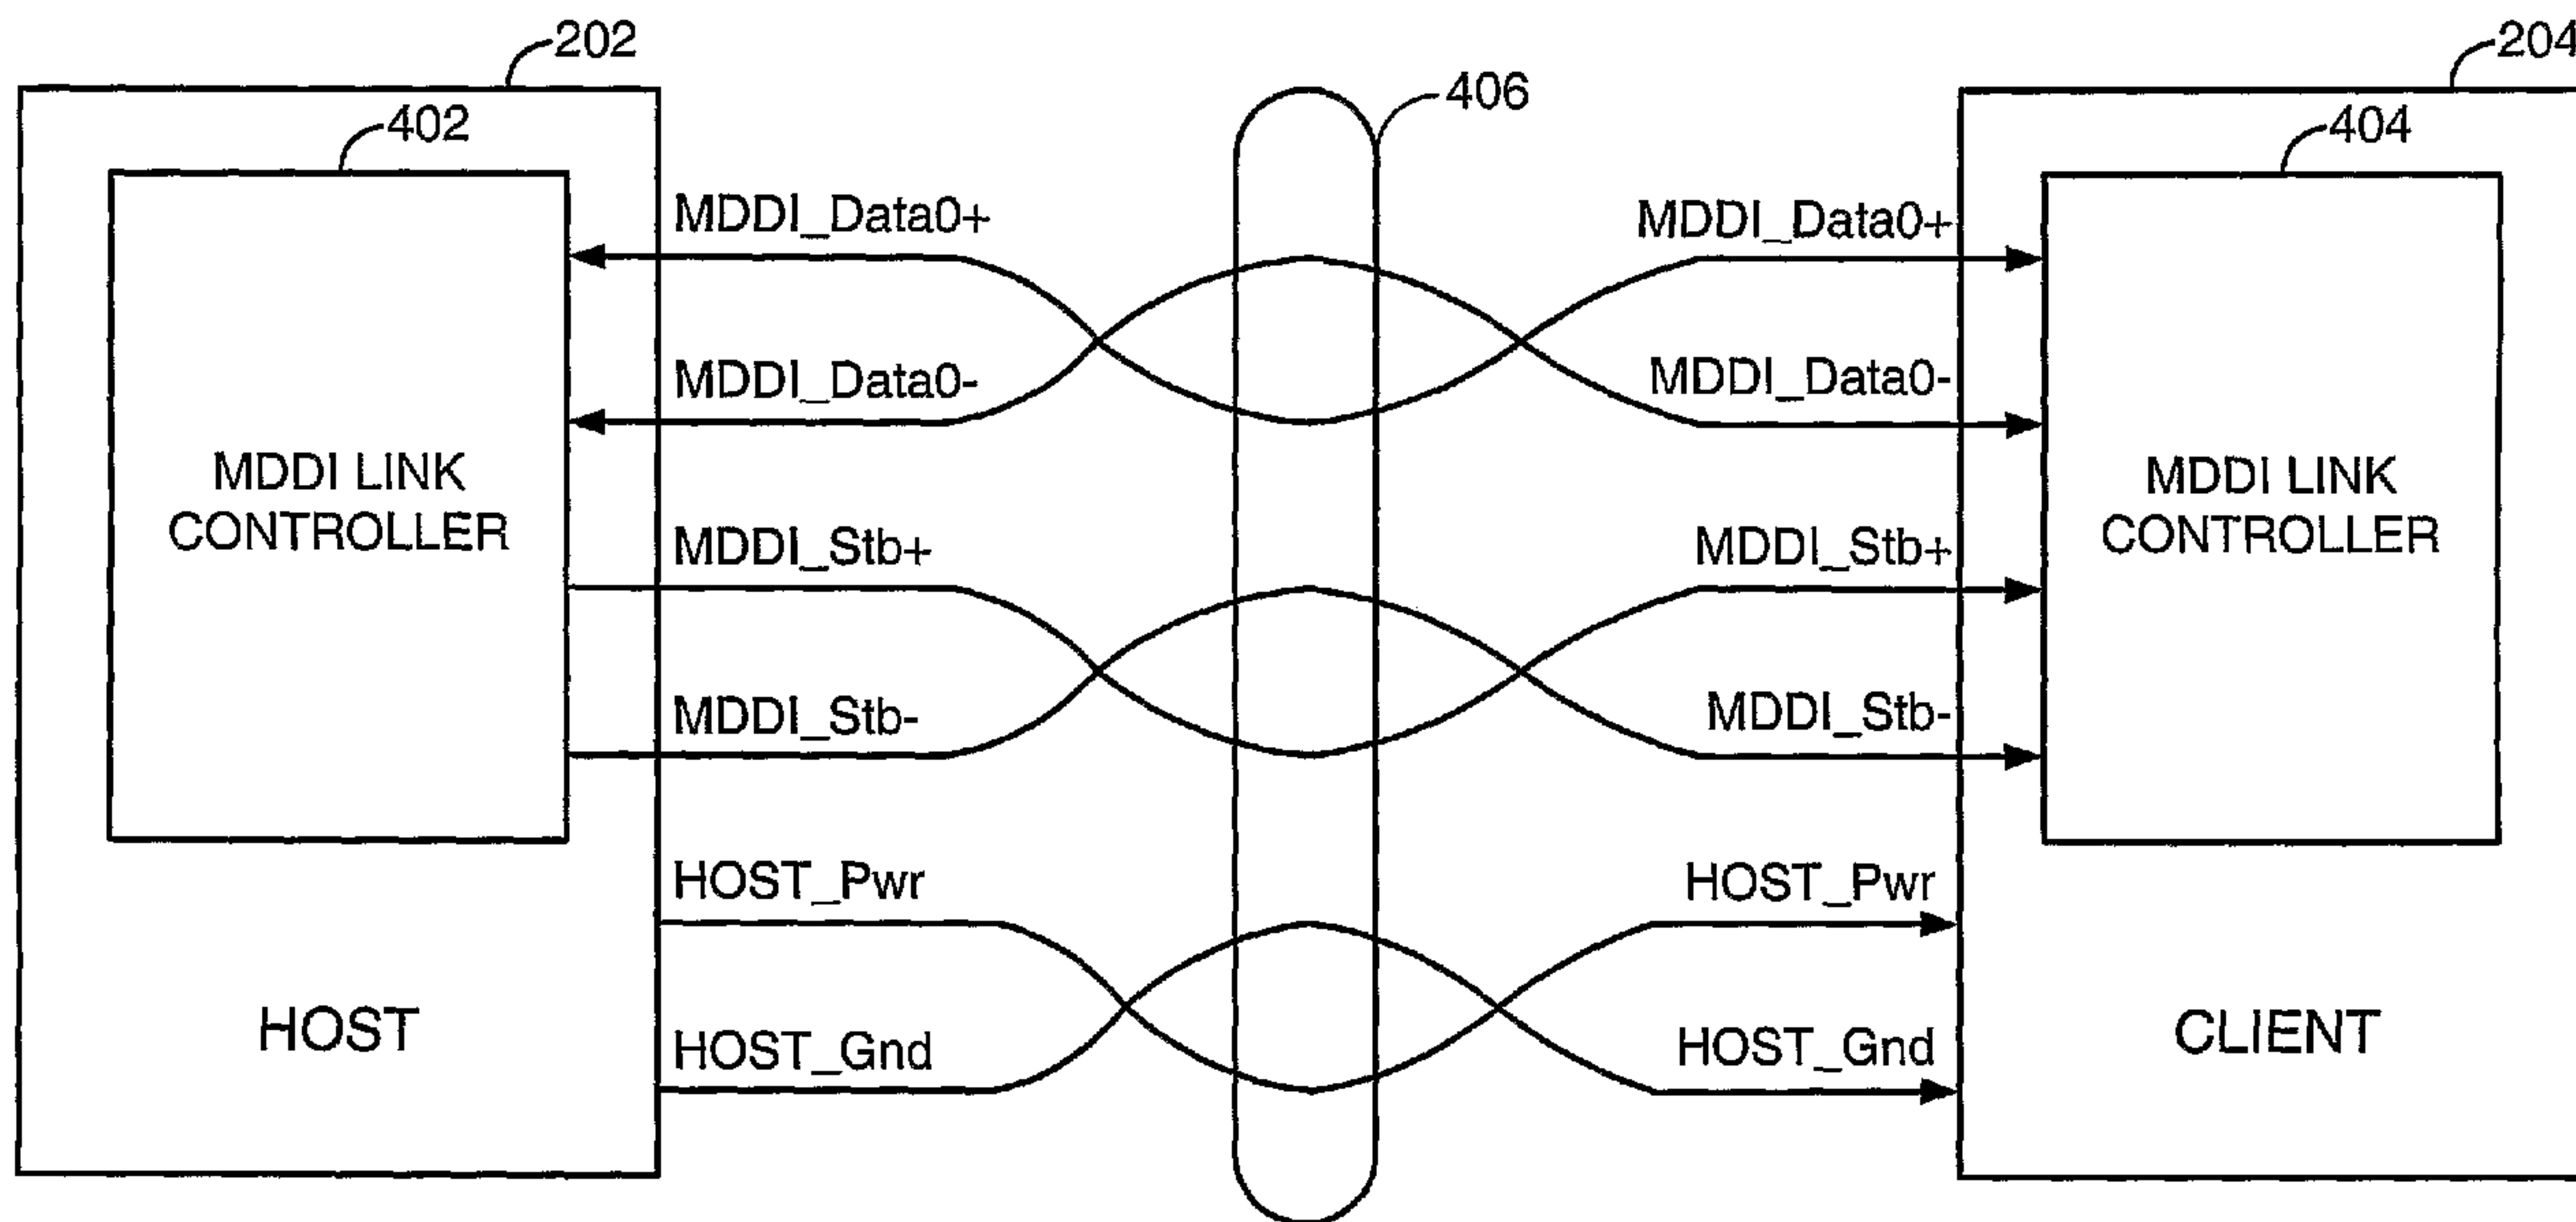 202
204
406
402
404
MDDI_Data0+
MDDI_Data0+
MDDI_Data0-
MDDI_Data0-
MDDI LINK
CONTROLLER
MDDI LINK
CONTROLLER
MDDI_Stb+
MDDI_Stb+
MDDI_Stb-
MDDI_Stb-
HOST_Pwr
HOST_Pwr
HOST
HOST_Gnd
HOST_Gnd
CLIENT